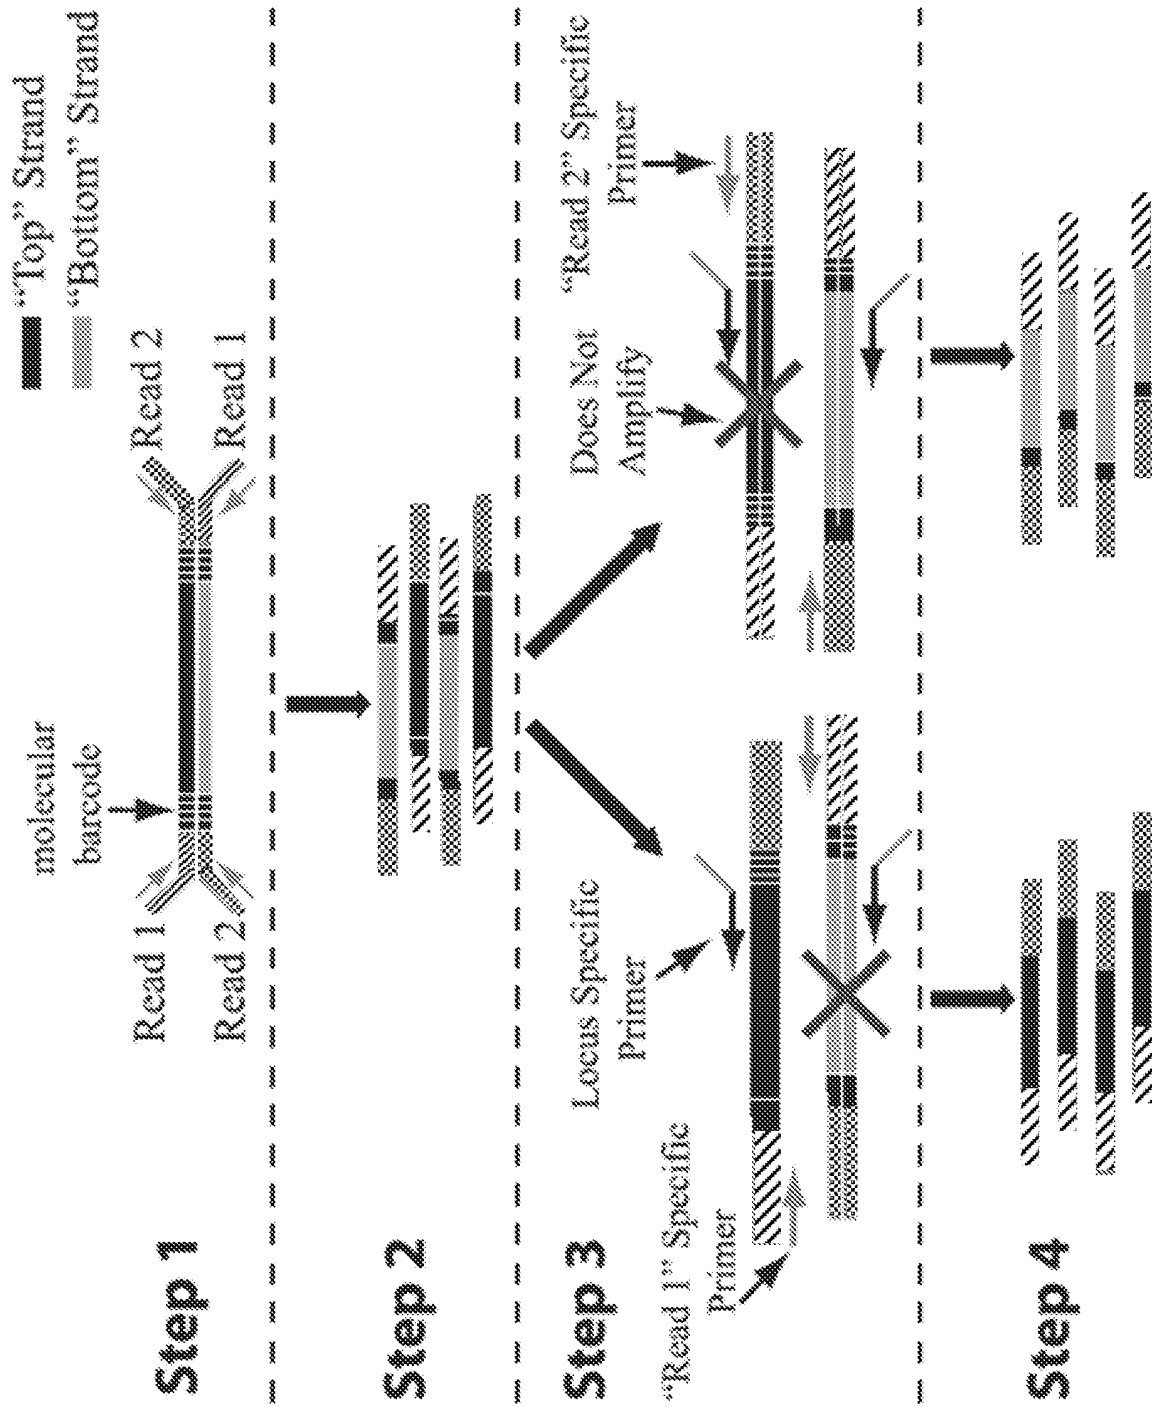 "Top" Strand
"Bottom" Strand
molecular
barcode
Read 1
Read 2
Read 2
Read 1
Step 1
Step 2
Step 3
"Read 1" Specific
Primer
Locus Specific
Primer
Does Not
Amplify
"Read 2" Specific
Primer
Step 4